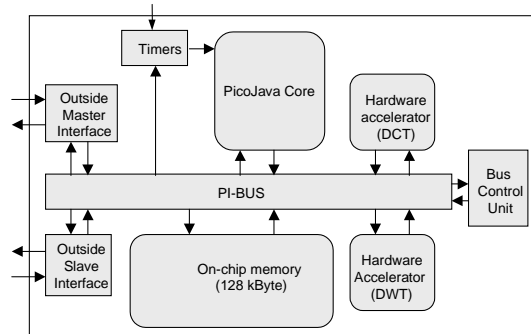 Timers
PicoJava Core
Hardware
accelerator
(DCT)
Outside
Master
Interface
PI-BUS
Bus
Control
Unit
Outside
Slave
Interface
On-chip memory
(128 kByte)
Hardware
Accelerator
(DWT)